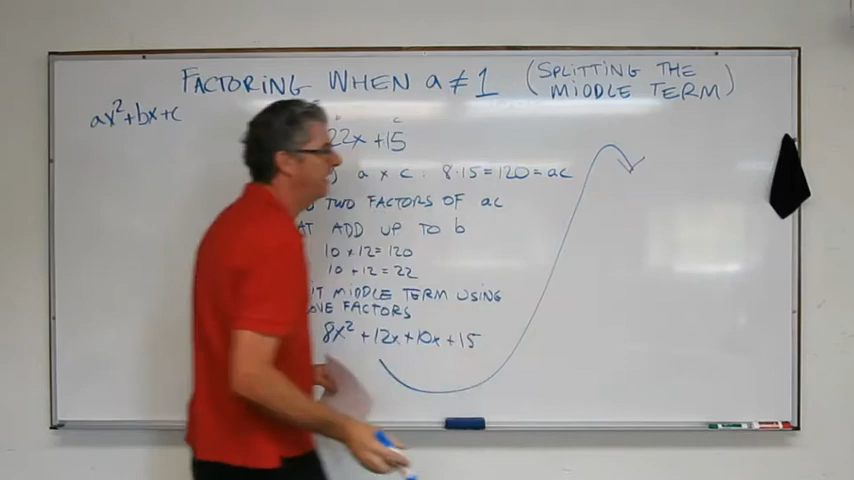 FACTORING WHEN a ≠ 1 (SPLITTING THE MIDDLE TERM)
ax²+bx+c
c
22x +15
a x c : 8·15=120=ac
TWO FACTORS OF ac
ADD UP TO b
10 x 12 = 120
10 + 12 = 22
MIDDLE TERM USING
FACTORS
8x² +12x+10x+15